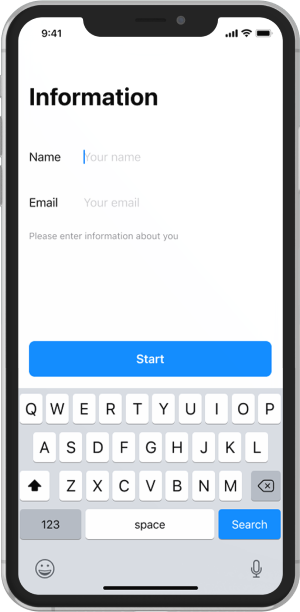 9:41
Information
Name Your name
Email Your email
Please enter information about you
Start
Q W E R T Y U I O P
A S D F G H J K L
Z X C V B N M
123 space Search